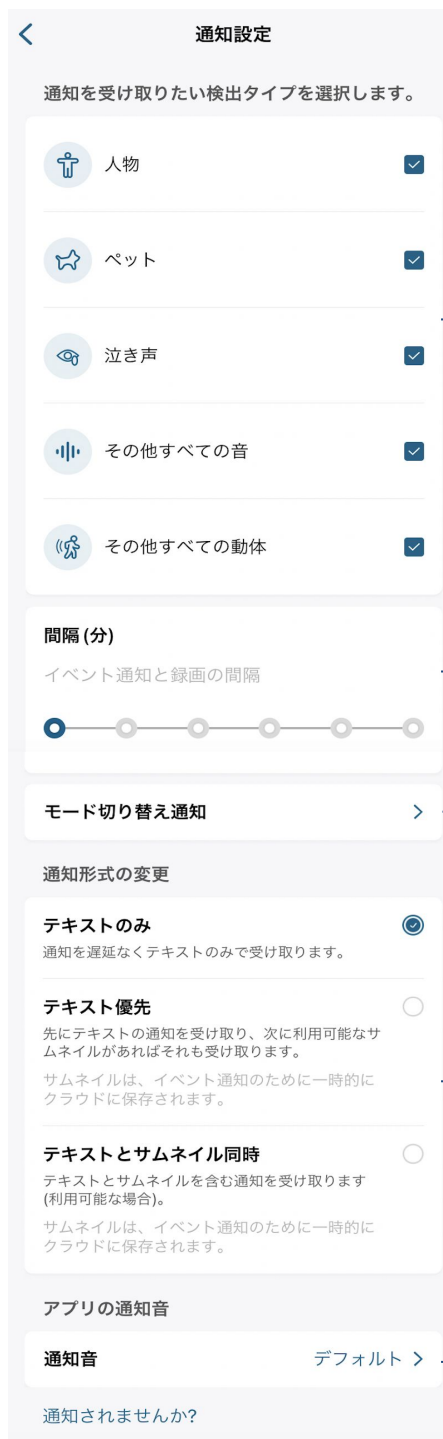 通知設定
通知を受け取りたい検出タイプを選択します。
人物
ペット
泣き声
その他すべての音
その他すべての動体
間隔 (分)
イベント通知と録画の間隔
モード切り替え通知
通知形式の変更
テキストのみ
通知を遅延なくテキストのみで受け取ります。
テキスト優先
先にテキストの通知を受け取り、次に利用可能なサ
ムネイルがあればそれも受け取ります。
サムネイルは、イベント通知のために一時的に
クラウドに保存されます。
テキストとサムネイル同時
テキストとサムネイルを含む通知を受け取ります
(利用可能な場合)。
サムネイルは、イベント通知のために一時的に
クラウドに保存されます。
アプリの通知音
通知音 デフォルト
通知されませんか?